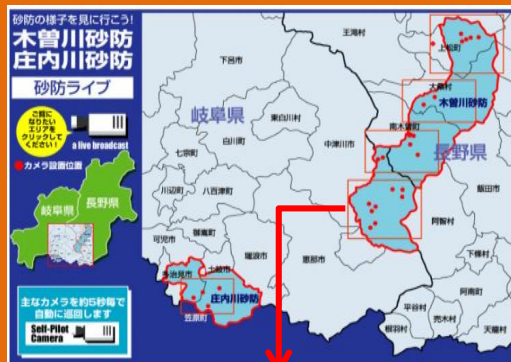 砂防の様子を見に行こう!
木曽川砂防
庄内川砂防
砂防ライブ
ご覧に
なりたい
エリアを
クリックして
ください!
a live broadcast
●カメラ設置位置
岐阜県
長野県
主なカメラを約5秒毎で
自動に巡回します
Self-Pilot
Camera
王滝村
上松町
下呂市
大桑村
木曽川砂防
岐阜県
東白川村
南木曽町
白川町
中津川市
長野県
七宗町
飯田市
川辺町
八百津町
阿智村
御嵩町
可児市
瑞浪市
恵那市
下條村
多治見市
土岐市
阿南町
庄内川砂防
平谷村
売木村
笠原町
根羽村
天龍村